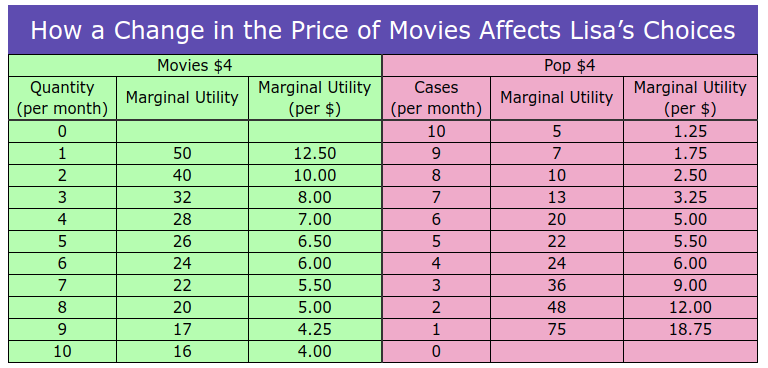 How a Change in the Price of Movies Affects Lisa's Choices
Movies $4 Pop $4
Quantity (per month) Marginal Utility Marginal Utility (per $) Cases (per month) Marginal Utility Marginal Utility (per $)
0 10 5 1.25
1 50 12.50 9 7 1.75
2 40 10.00 8 10 2.50
3 32 8.00 7 13 3.25
4 28 7.00 6 20 5.00
5 26 6.50 5 22 5.50
6 24 6.00 4 24 6.00
7 22 5.50 3 36 9.00
8 20 5.00 2 48 12.00
9 17 4.25 1 75 18.75
10 16 4.00 0